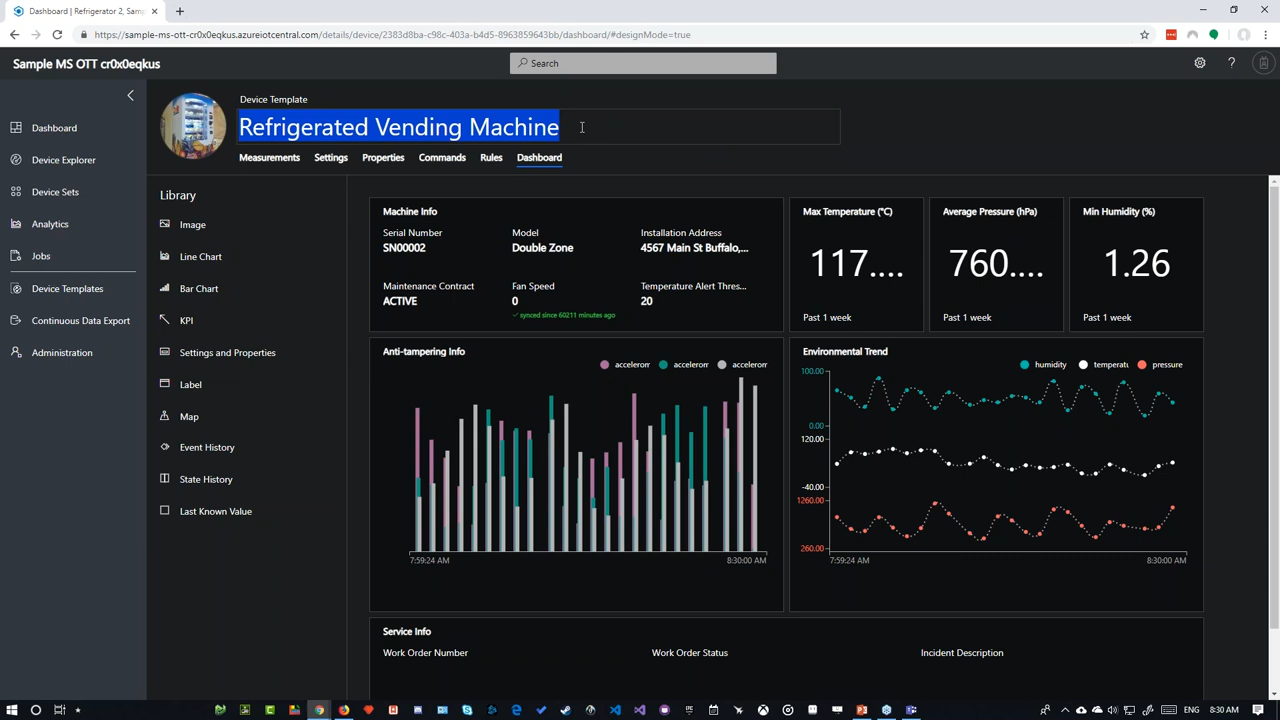 Dashboard | Refrigerator 2, Sample
https://sample-ms-ott-cr0x0eqkus.azureiotcentral.com/details/device/2383d8ba-c98c-403a-b4d5-8963859643bb/dashboard/#designMode=true
Sample MS OTT cr0x0eqkus
Search
Device Template
Refrigerated Vending Machine
Measurements Settings Properties Commands Rules Dashboard
Dashboard
Device Explorer
Device Sets
Analytics
Jobs
Device Templates
Continuous Data Export
Administration
Library
Image
Line Chart
Bar Chart
KPI
Settings and Properties
Label
Map
Event History
State History
Last Known Value
Machine Info
Serial Number Model Installation Address
SN00002 Double Zone 4567 Main St Buffalo,...
Maintenance Contract Fan Speed Temperature Alert Thres...
ACTIVE 0 20
synced since 60211 minutes ago
Max Temperature (°C)
117....
Past 1 week
Average Pressure (hPa)
760....
Past 1 week
Min Humidity (%)
1.26
Past 1 week
Anti-tampering Info
accelerom accelerom accelerom
7:59:24 AM 8:30:00 AM
Environmental Trend
humidity temperatu pressure
100.00
0.00
120.00
-40.00
1260.00
260.00
7:59:24 AM 8:30:00 AM
Service Info
Work Order Number Work Order Status Incident Description
ENG 8:30 AM